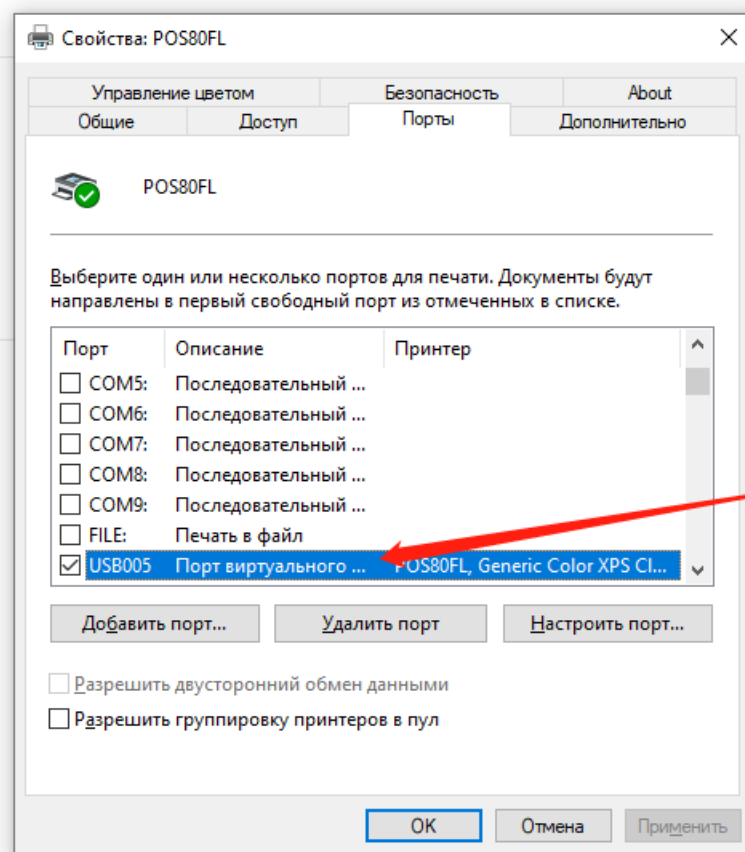 Свойства: POS80FL
Управление цветом Безопасность About
Общие Доступ Порты Дополнительно
POS80FL
Выберите один или несколько портов для печати. Документы будут
направлены в первый свободный порт из отмеченных в списке.
Порт Описание Принтер
COM5: Последовательный ...
COM6: Последовательный ...
COM7: Последовательный ...
COM8: Последовательный ...
COM9: Последовательный ...
FILE: Печать в файл
USB005 Порт виртуального ... POS80FL, Generic Color XPS Cl...
Добавить порт... Удалить порт Настроить порт...
Разрешить двусторонний обмен данными
Разрешить группировку принтеров в пул
OK Отмена Применить